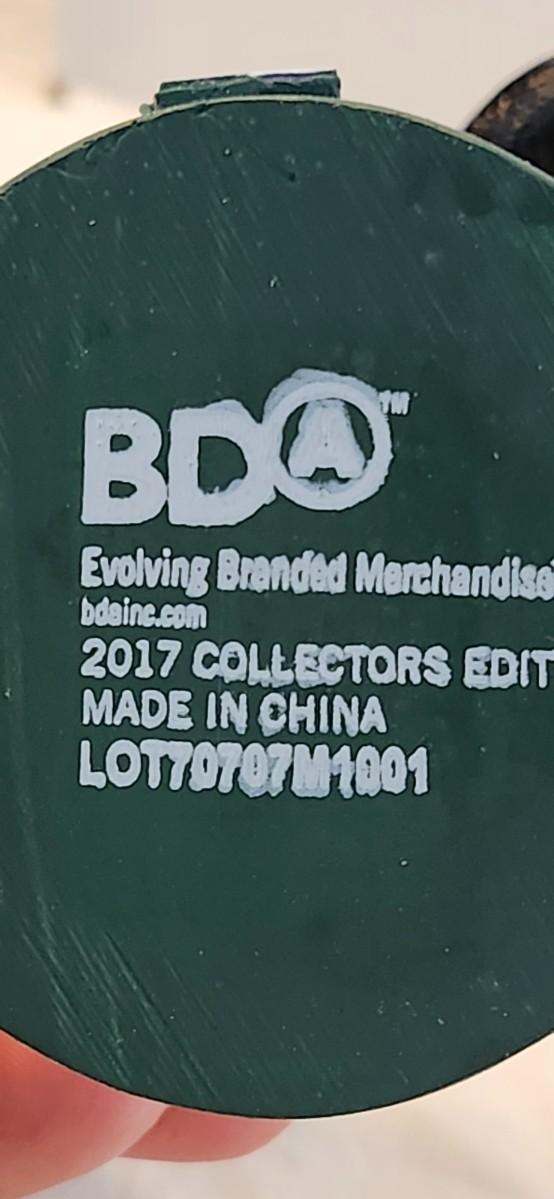 BDA™
Evolving Branded Merchandise
bdainc.com
2017 COLLECTORS EDIT
MADE IN CHINA
LOT70707M1001